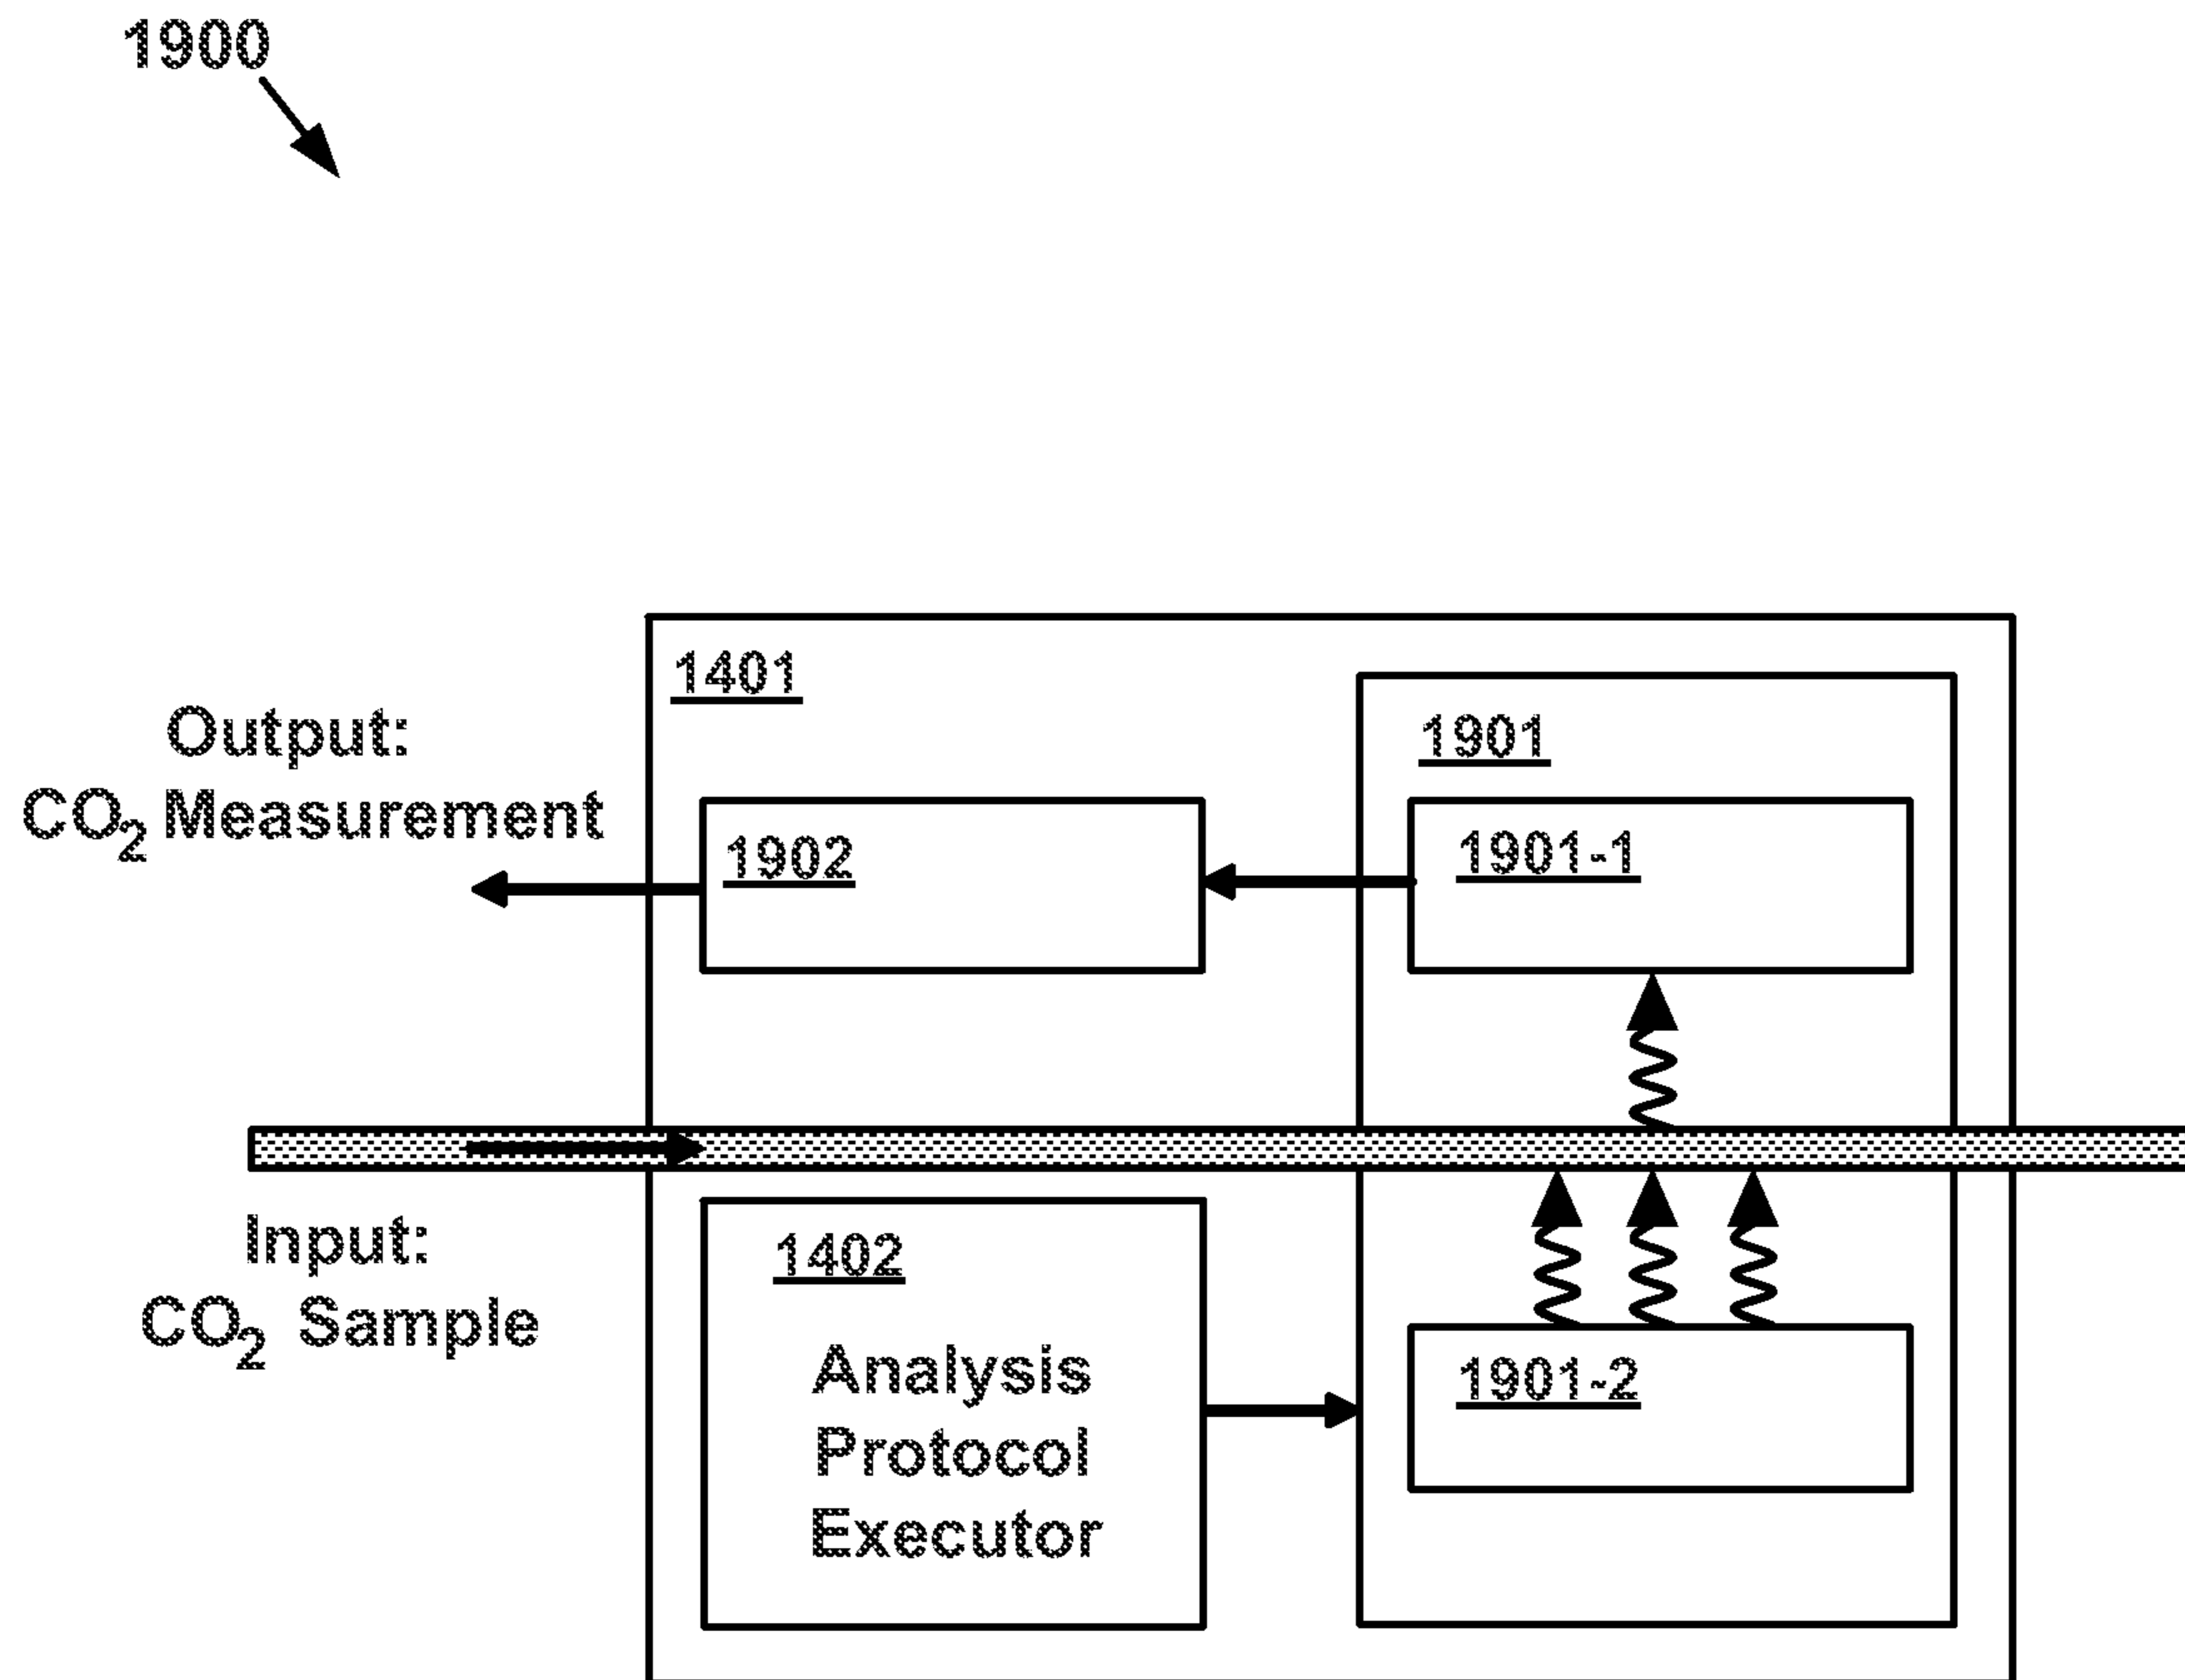 1900
1401
1901
Output:
CO2 Measurement
1902
1901-1
Input:
CO2 Sample
1402
Analysis
Protocol
Executor
1901-2